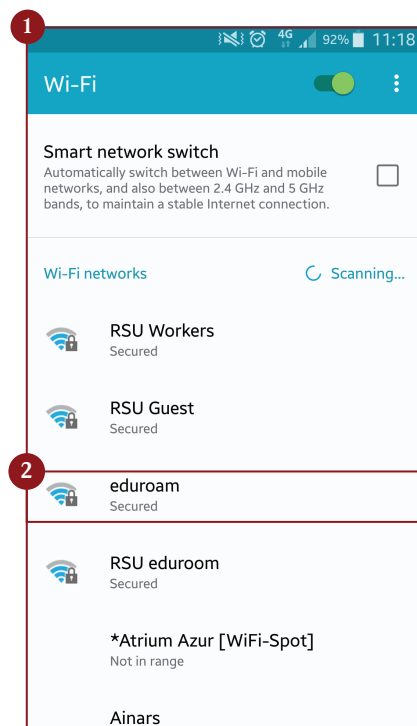 1
4G 92% 11:18
Wi-Fi
Smart network switch
Automatically switch between Wi-Fi and mobile
networks, and also between 2.4 GHz and 5 GHz
bands, to maintain a stable Internet connection.
Wi-Fi networks Scanning...
RSU Workers
Secured
RSU Guest
Secured
2
eduroam
Secured
RSU eduroom
Secured
*Atrium Azur [WiFi-Spot]
Not in range
Ainars